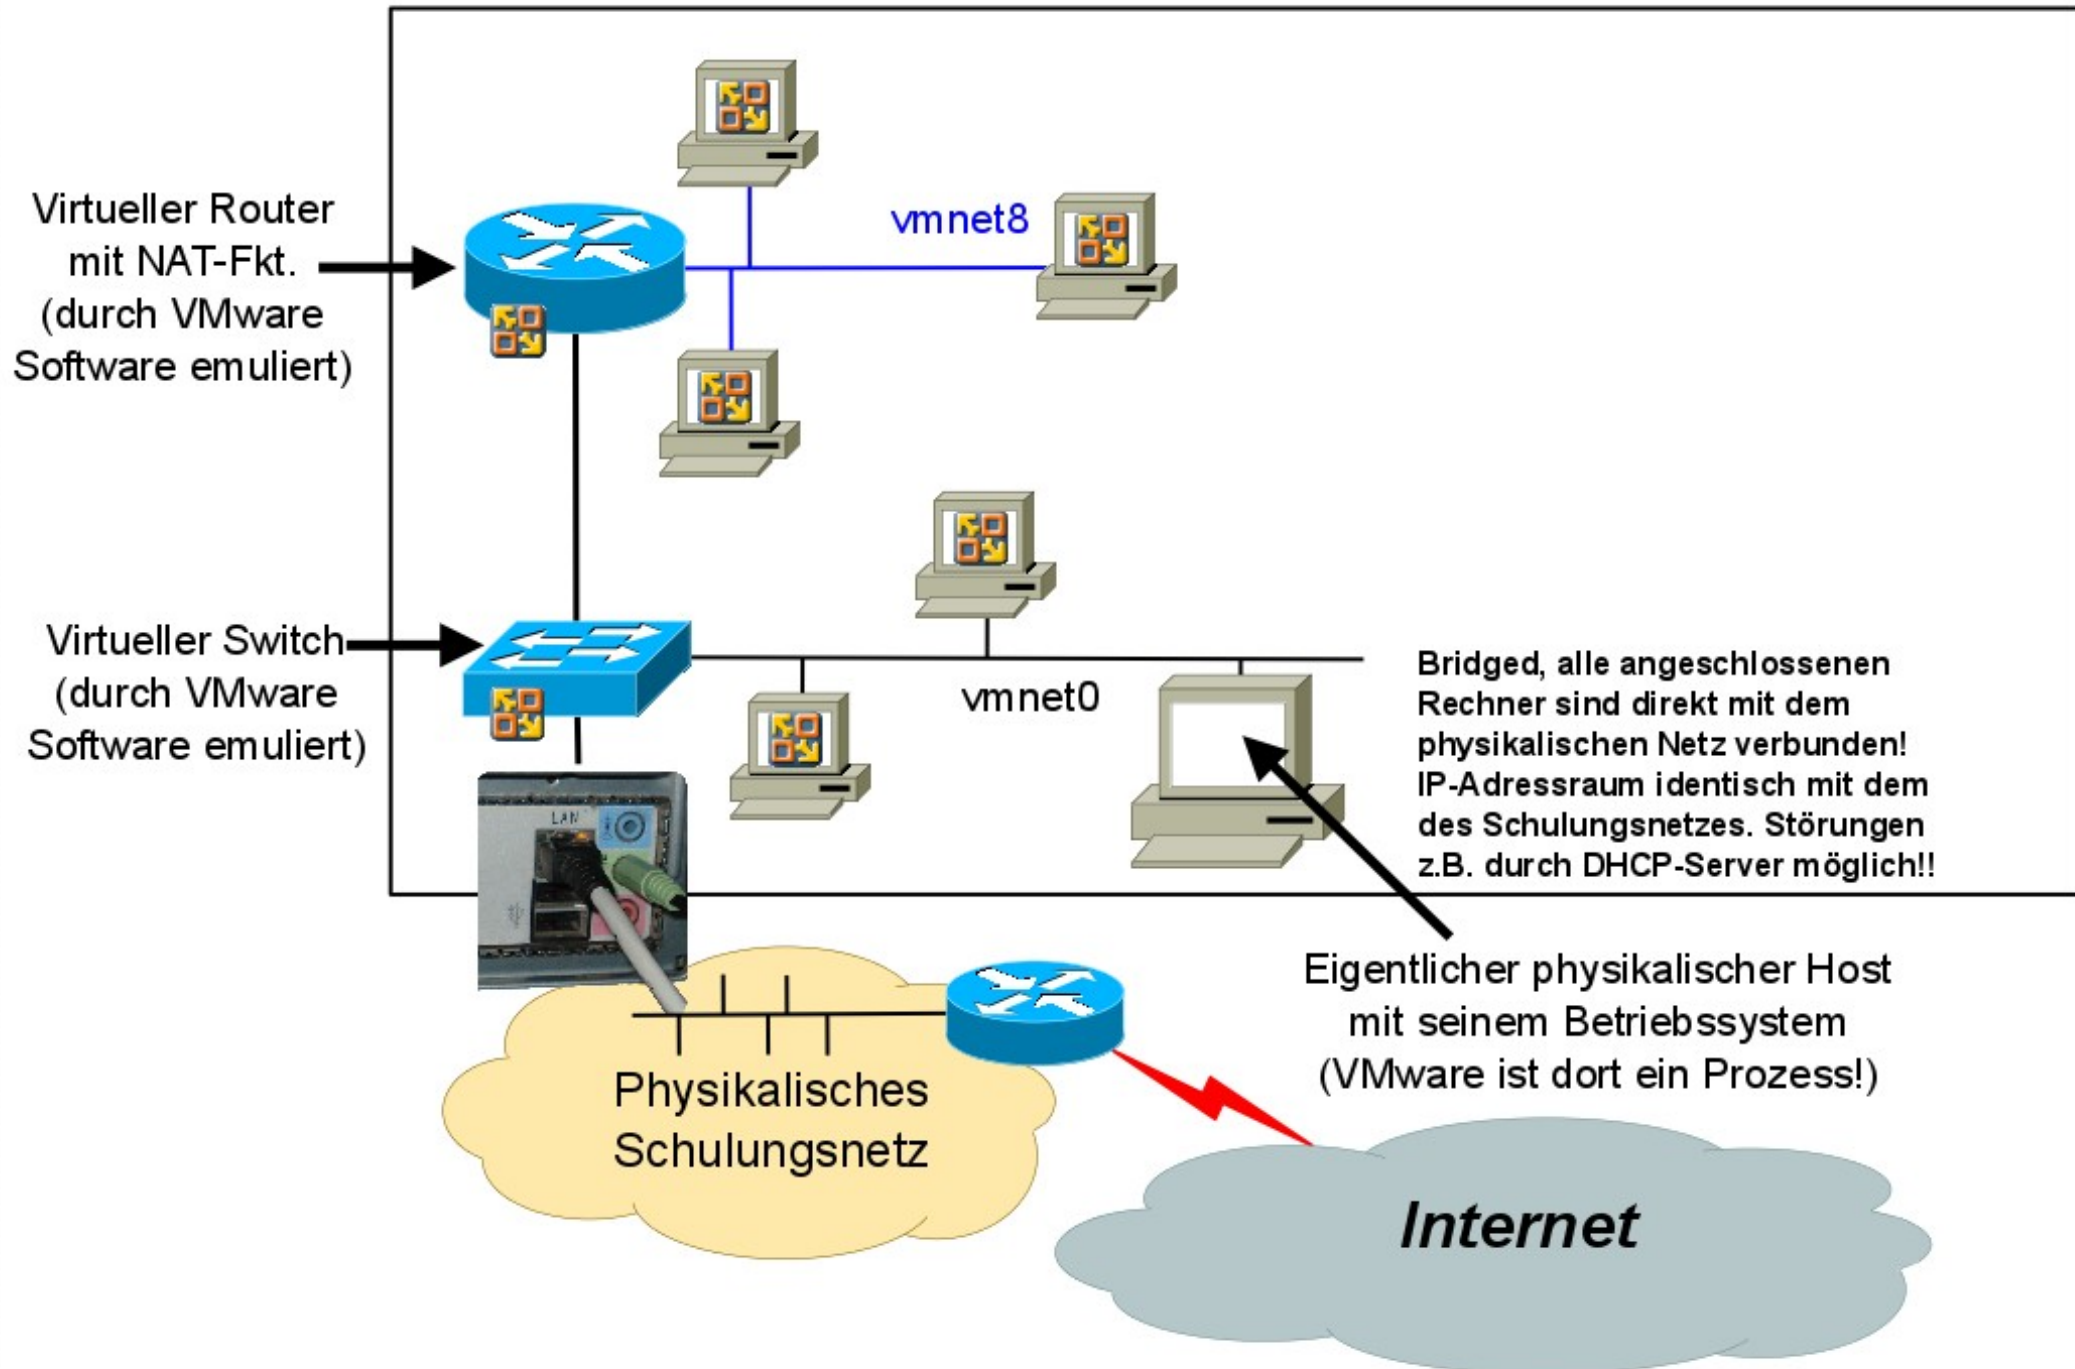 Virtueller Router
mit NAT-Fkt.
(durch VMware
Software emuliert)
vmnet8
Virtueller Switch
(durch VMware
Software emuliert)
vmnet0
Bridged, alle angeschlossenen
Rechner sind direkt mit dem
physikalischen Netz verbunden!
IP-Adressraum identisch mit dem
des Schulungsnetzes. Störungen
z.B. durch DHCP-Server möglich!!
LAN
Eigentlicher physikalischer Host
mit seinem Betriebssystem
(VMware ist dort ein Prozess!)
Physikalisches
Schulungsnetz
Internet